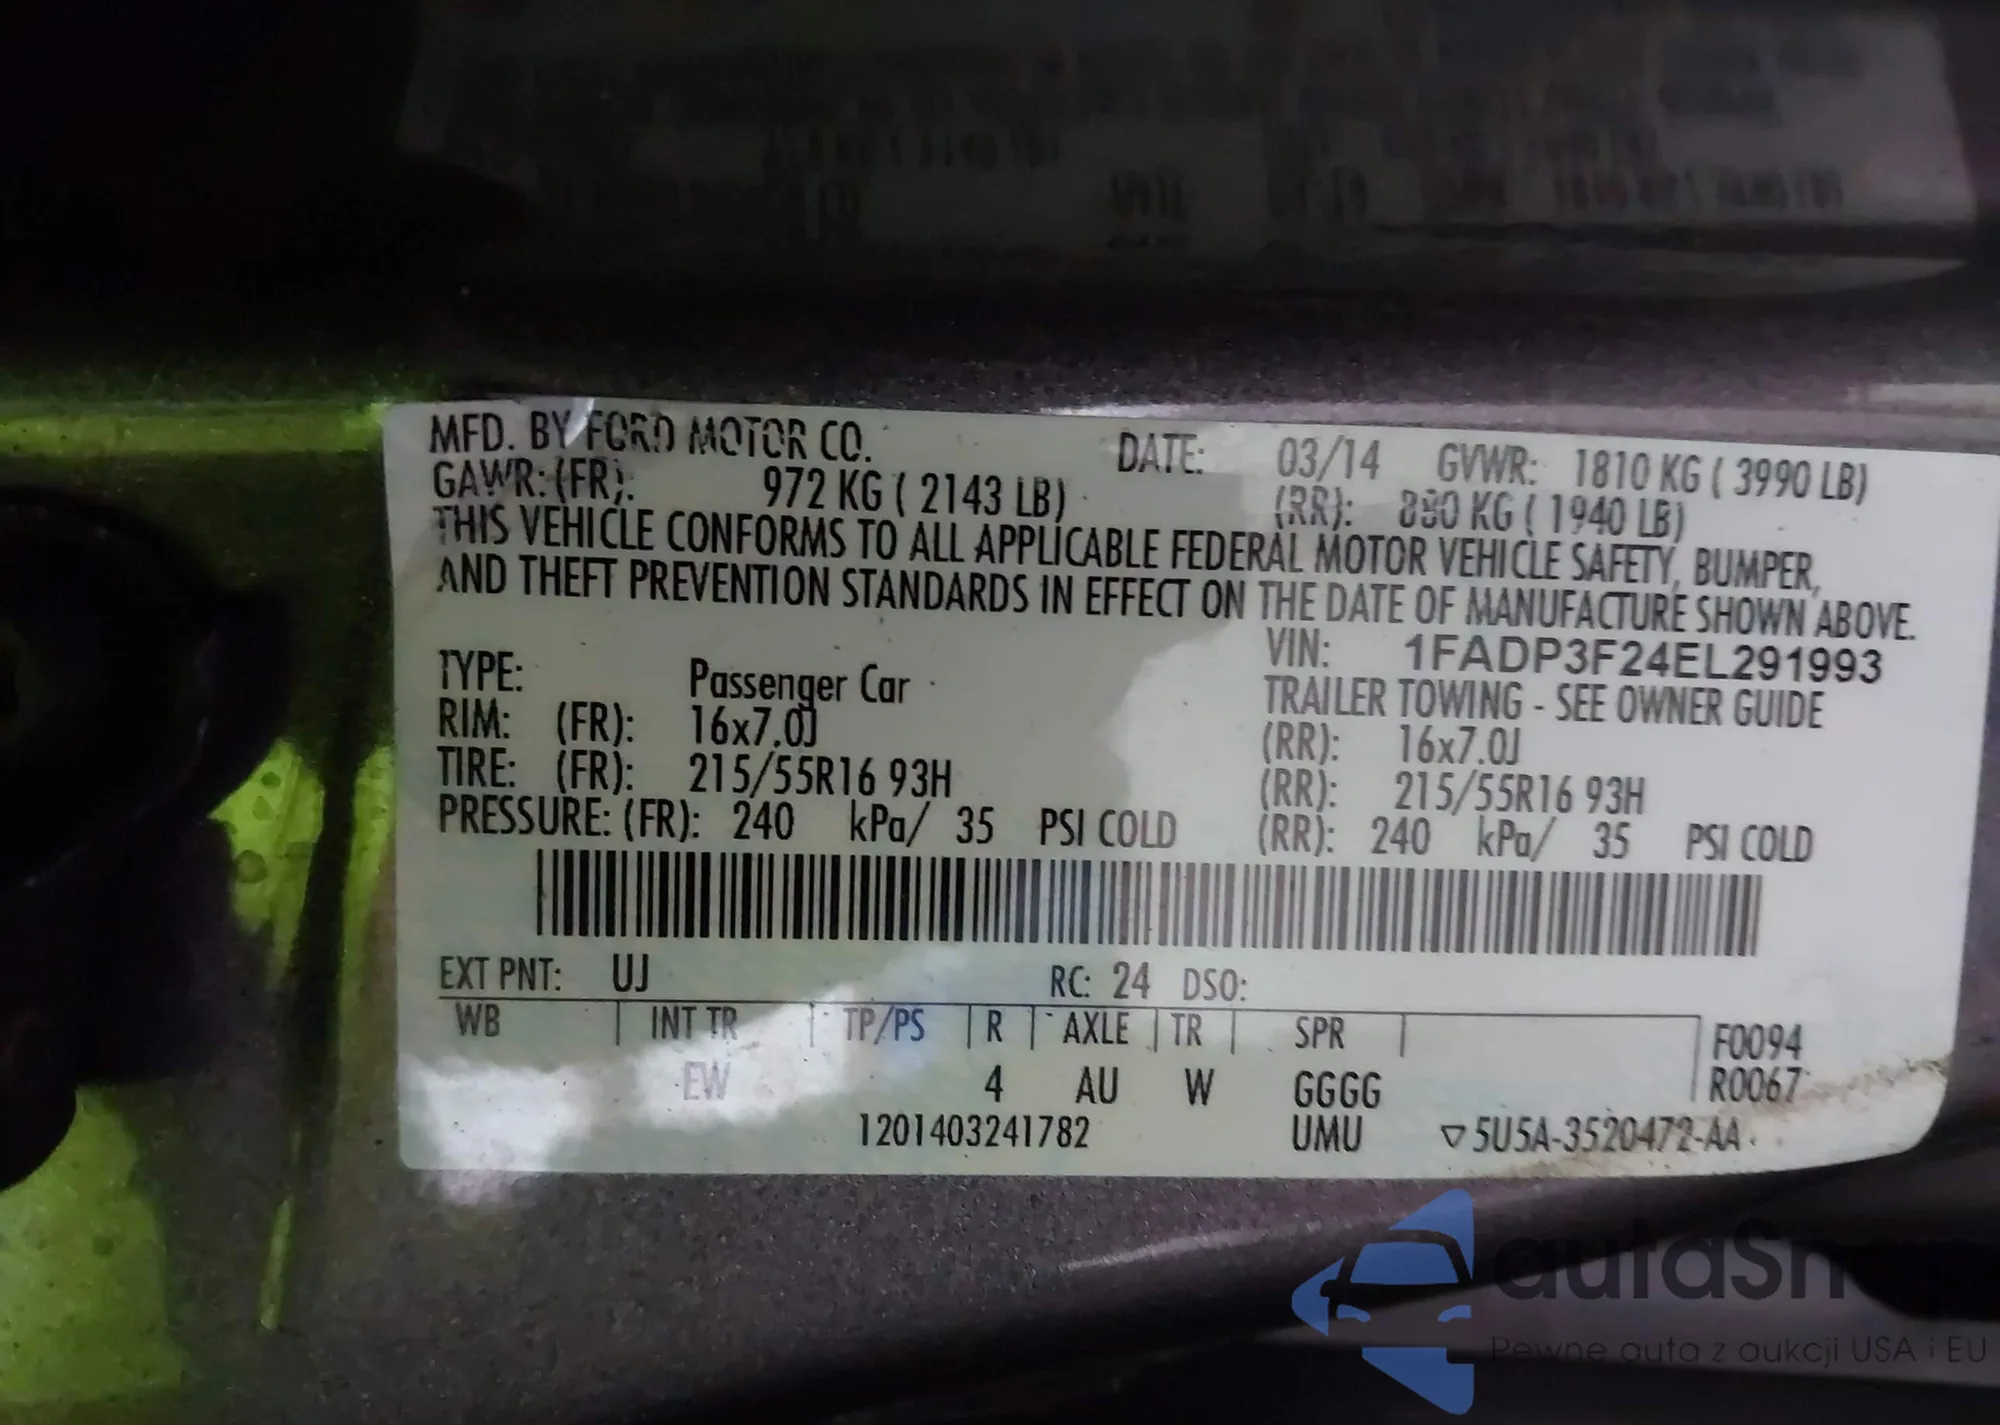 MFD. BY FORD MOTOR CO. DATE: 03/14 GVWR: 1810 KG ( 3990 LB)
GAWR: (FR): 972 KG ( 2143 LB) (RR): 880 KG ( 1940 LB)
THIS VEHICLE CONFORMS TO ALL APPLICABLE FEDERAL MOTOR VEHICLE SAFETY, BUMPER,
AND THEFT PREVENTION STANDARDS IN EFFECT ON THE DATE OF MANUFACTURE SHOWN ABOVE.
VIN: 1FADP3F24EL291993
TYPE: Passenger Car TRAILER TOWING - SEE OWNER GUIDE
RIM: (FR): 16x7.0J (RR): 16x7.0J
TIRE: (FR): 215/55R16 93H (RR): 215/55R16 93H
PRESSURE: (FR): 240 kPa/ 35 PSI COLD (RR): 240 kPa/ 35 PSI COLD
EXT PNT: UJ RC: 24 DSO:
WB INT TR TP/PS R AXLE TR SPR F0094
EW 4 AU W GGGG R0067
1201403241782 UMU ▽5U5A-3520472-AA
autaSho
Pewne auta z aukcji USA i EU